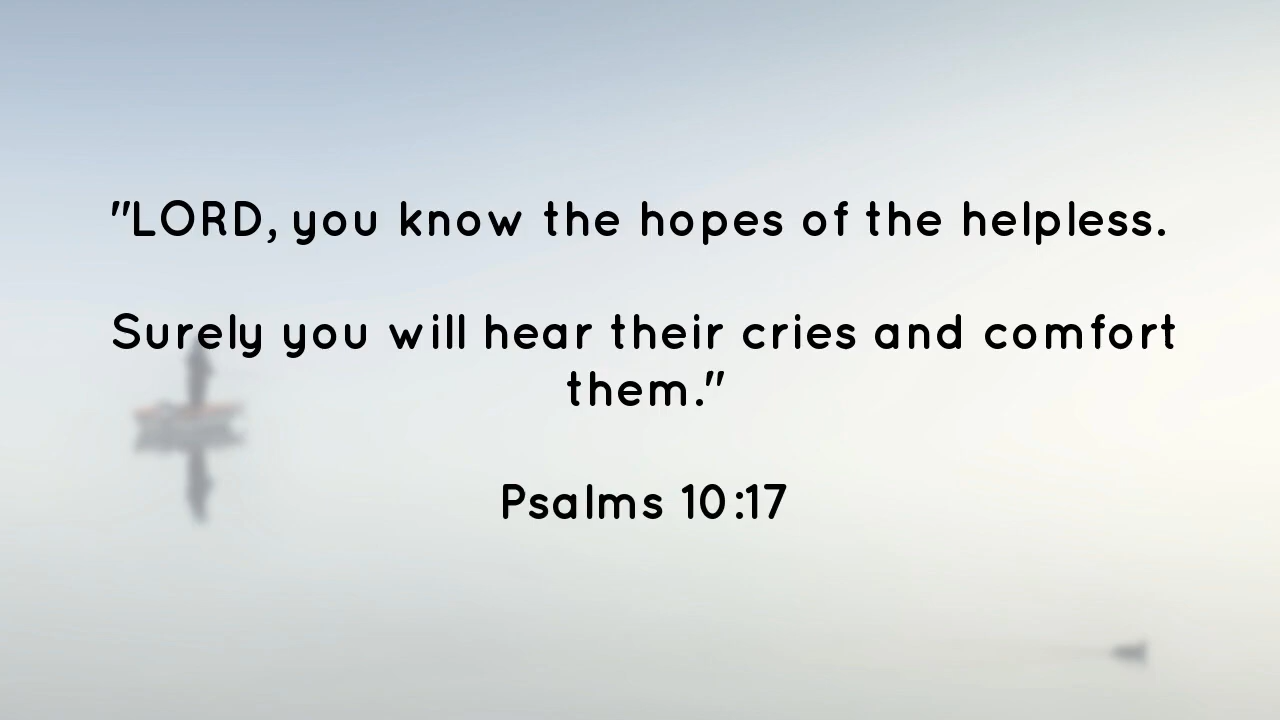 "LORD, you know the hopes of the helpless.
Surely you will hear their cries and comfort
them."
Psalms 10:17